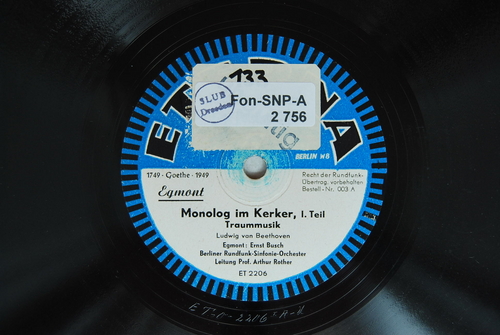 133
SLUB
Dresden
Fon-SNP-A
2 756
BERLIN W8
1749 · Goethe · 1949
Egmont
Recht der Rundfunk-
Übertrag. vorbehalten
Bestell-Nr. 003 A
Monolog im Kerker, I. Teil
Traummusik
Ludwig van Beethoven
Egmont: Ernst Busch
Berliner Rundfunk-Sinfonie-Orchester
Leitung Prof. Arthur Rother
ET 2206